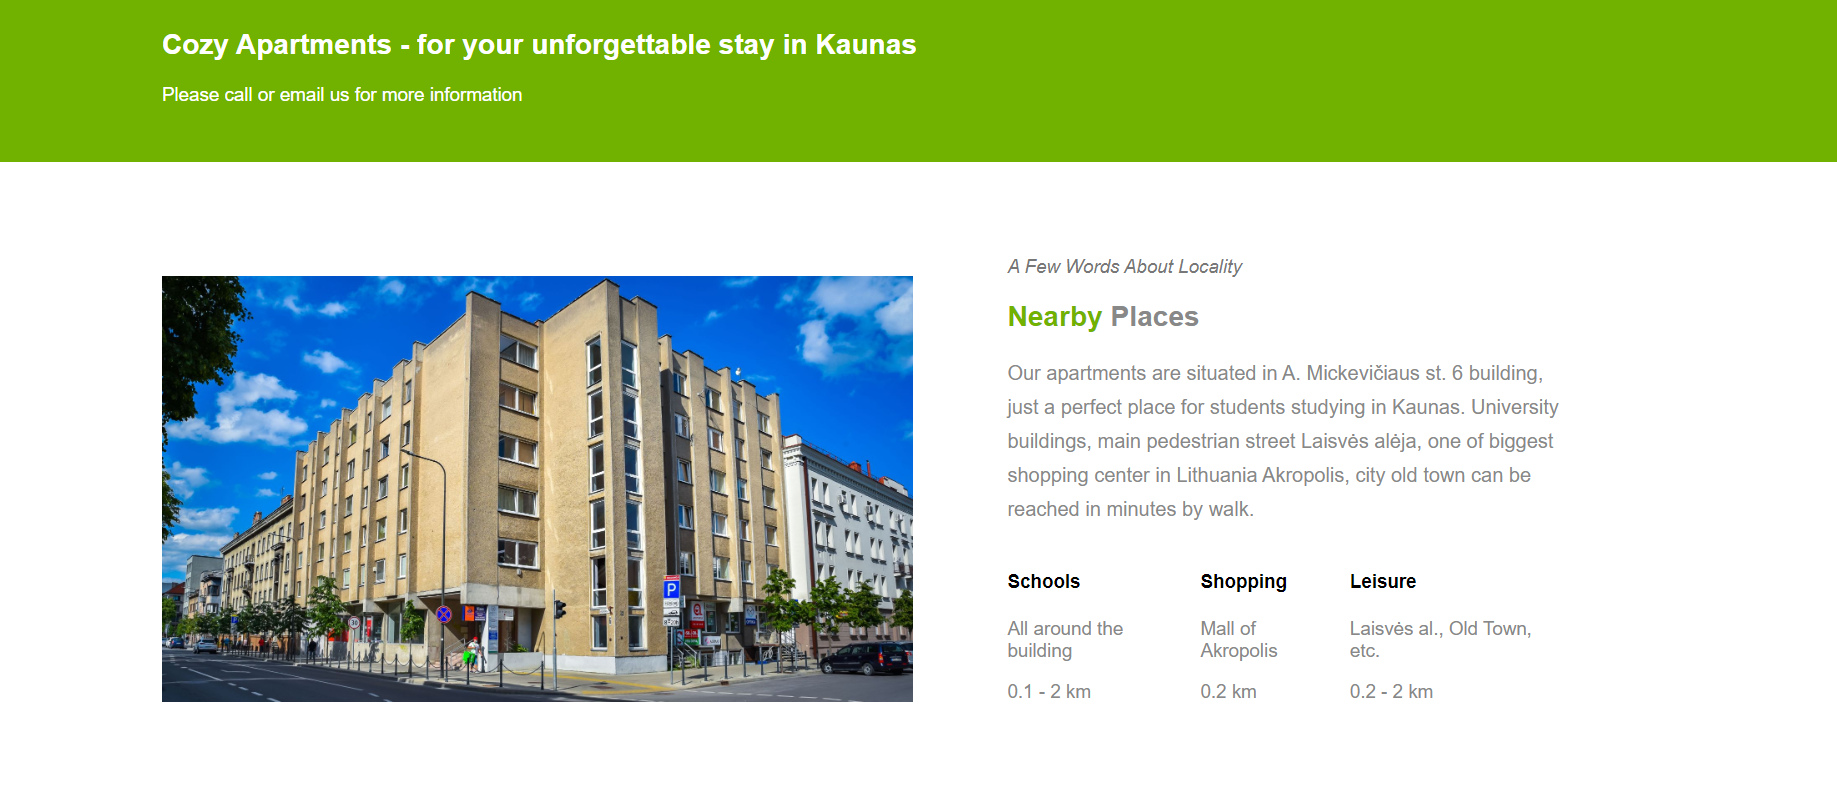 Cozy Apartments - for your unforgettable stay in Kaunas
Please call or email us for more information
A Few Words About Locality
Nearby Places
Our apartments are situated in A. Mickevičiaus st. 6 building,
just a perfect place for students studying in Kaunas. University
buildings, main pedestrian street Laisvės alėja, one of biggest
shopping center in Lithuania Akropolis, city old town can be
reached in minutes by walk.
Schools
All around the
building
0.1 - 2 km
Shopping
Mall of
Akropolis
0.2 km
Leisure
Laisvės al., Old Town,
etc.
0.2 - 2 km
P
30